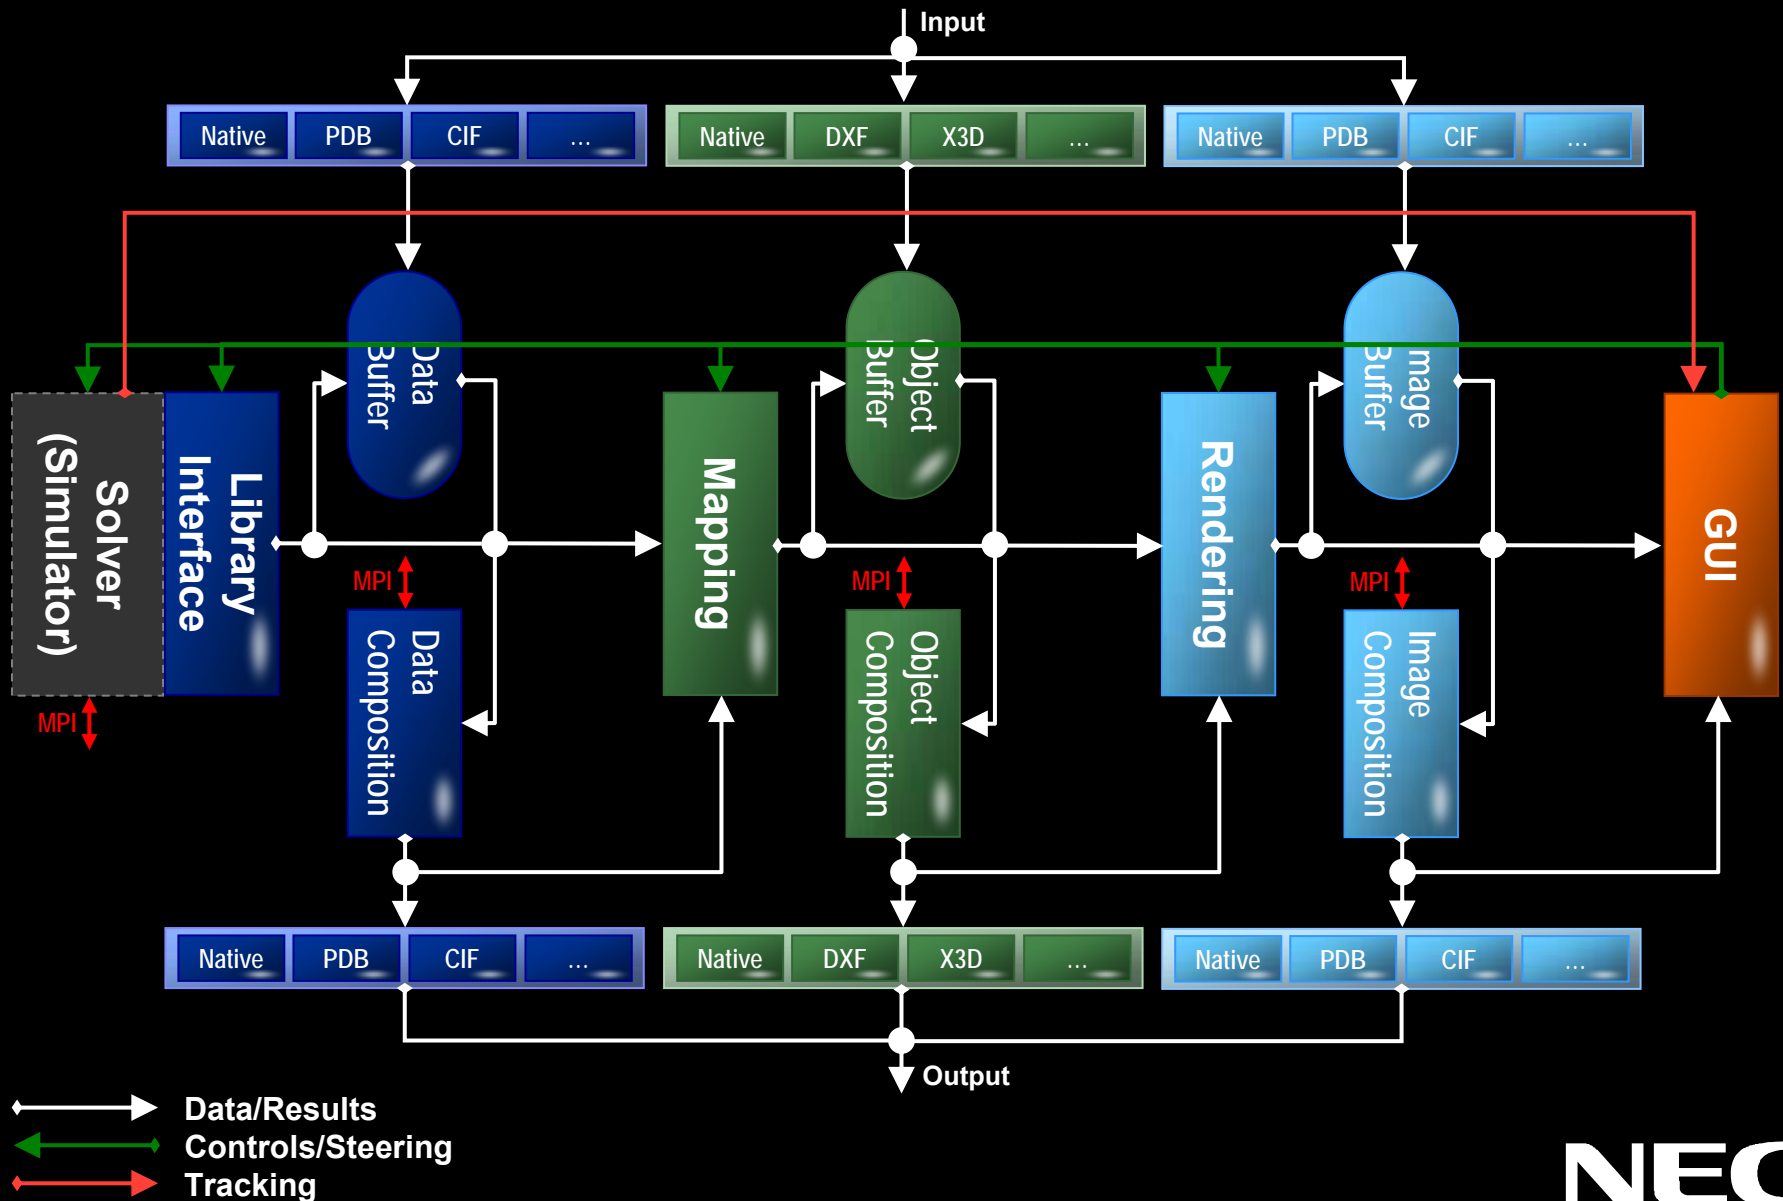 Input
Native PDB CIF ...
Native DXF X3D ...
Native PDB CIF ...
Data
Buffer
Object
Buffer
Image
Buffer
Solver
(Simulator)
Library
Interface
Mapping
Rendering
GUI
MPI
MPI
MPI
MPI
Data
Composition
Object
Composition
Image
Composition
Native PDB CIF ...
Native DXF X3D ...
Native PDB CIF ...
Output
Data/Results
Controls/Steering
Tracking
NEC